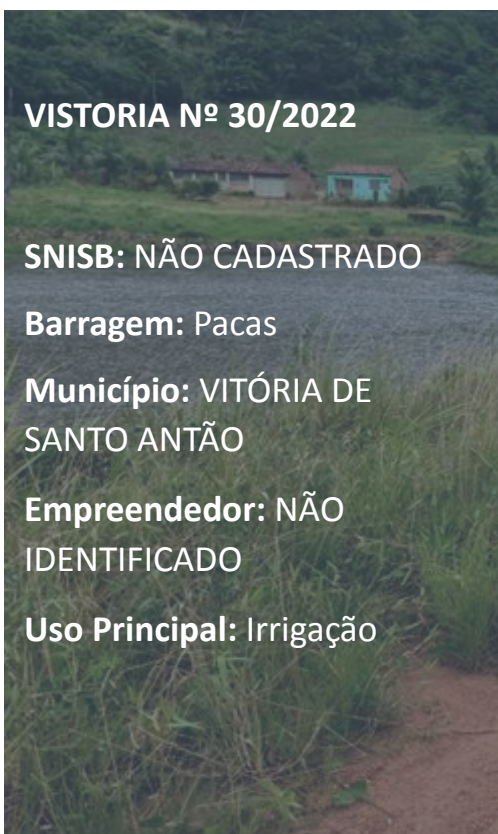 VISTORIA Nº 30/2022
SNISB: NÃO CADASTRADO
Barragem: Pacas
Município: VITÓRIA DE
SANTO ANTÃO
Empreendedor: NÃO
IDENTIFICADO
Uso Principal: Irrigação